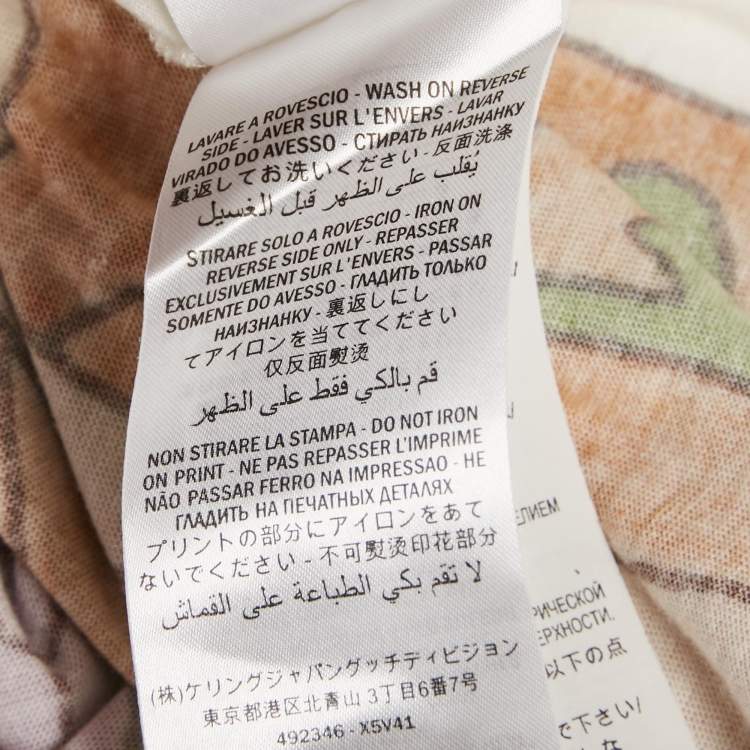 LAVARE A ROVESCIO - WASH ON REVERSE
SIDE - LAVER SUR L'ENVERS - LAVAR
VIRADO DO AVESSO - СТИРАТЬ НАИЗНАНКУ
裏返してお洗いください - 反面洗涤
يُقلب على الظهر قبل الغسيل
STIRARE SOLO A ROVESCIO - IRON ON
REVERSE SIDE ONLY - REPASSER
EXCLUSIVEMENT SUR L'ENVERS - PASSAR
SOMENTE DO AVESSO - ГЛАДИТЬ ТОЛЬКО
НАИЗНАНКУ - 裏返しにし
てアイロンを当ててください
仅反面熨烫
قم بالكي فقط على الظهر
NON STIRARE LA STAMPA - DO NOT IRON
ON PRINT - NE PAS REPASSER L'IMPRIME
NÃO PASSAR FERRO NA IMPRESSAO - НЕ
ГЛАДИТЬ НА ПЕЧАТНЫХ ДЕТАЛЯХ
プリントの部分にアイロンをあて
ないでください - 不可熨烫印花部分
لا تقم بكي الطباعة على القماش
(株)ケリングジャパングッチディビジョン
東京都港区北青山 3丁目6番7号
492346 - X5V41
以下の点
で下さい/